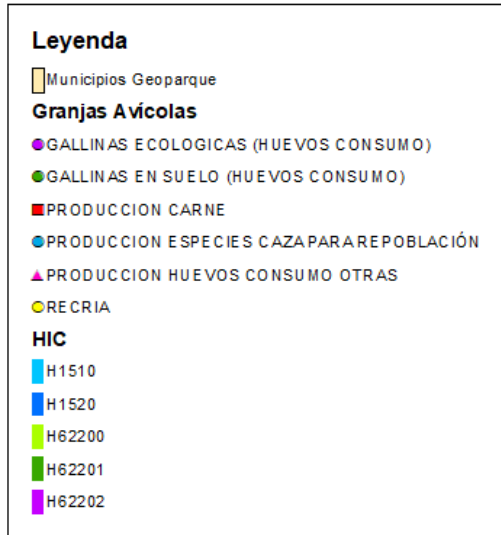 Leyenda
Municipios Geoparque
Granjas Avícolas
GALLINAS ECOLOGICAS (HUEVOS CONSUMO)
GALLINAS EN SUELO (HUEVOS CONSUMO)
PRODUCCION CARNE
PRODUCCION ESPECIES CAZA PARA REPOBLACIÓN
PRODUCCION HUEVOS CONSUMO OTRAS
RECRIA
HIC
H1510
H1520
H62200
H62201
H62202